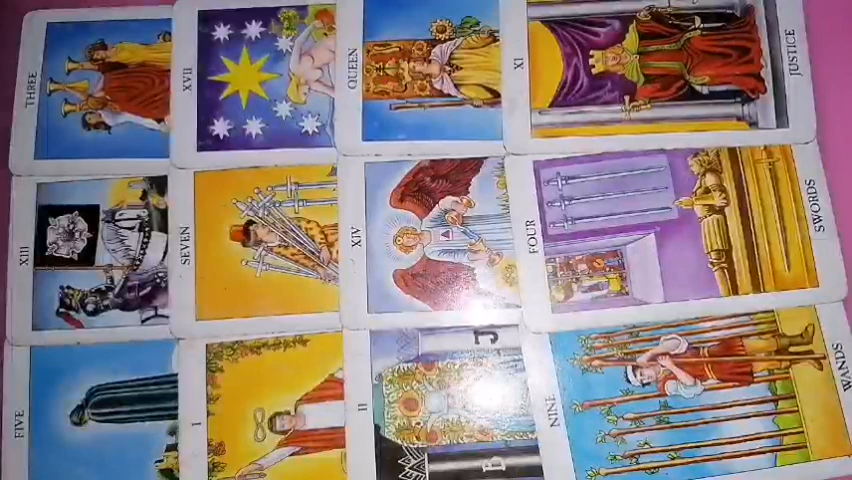 THREE
XVII
QUEEN
XI
JUSTICE
XIII
SEVEN
XIV
FOUR
SWORDS
FIVE
I
II
J
B
NINE
WANDS